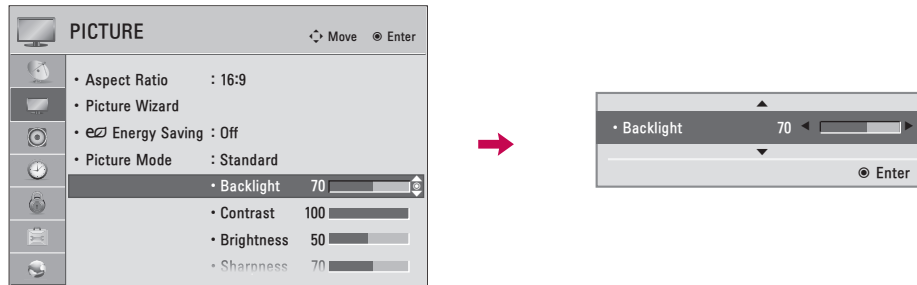 PICTURE
Move Enter
• Aspect Ratio : 16:9
• Picture Wizard
• e Energy Saving : Off
• Picture Mode : Standard
• Backlight 70
• Contrast 100
• Brightness 50
• Sharpness 70
• Backlight 70
Enter